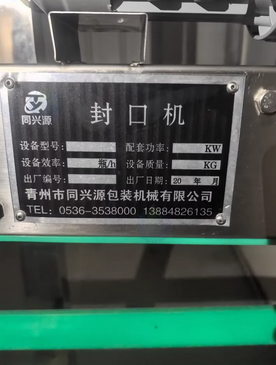 同兴源
封口机
设备型号: 配套功率: KW
设备效率: 瓶/h 设备质量: KG
出厂编号: 出厂日期: 20 年 月
青州市同兴源包装机械有限公司
TEL: 0536-3538000 13884826135